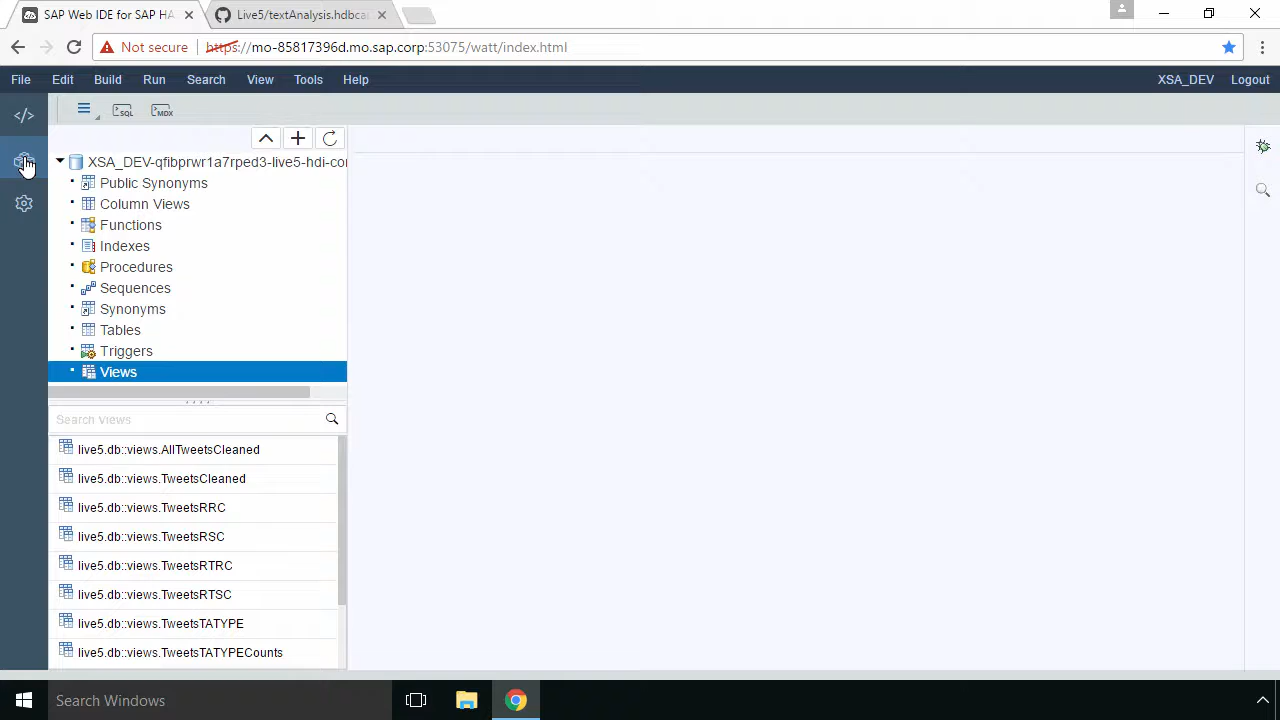 SAP Web IDE for SAP HA
Live5/textAnalysis.hdbca
Not secure
https://mo-85817396d.mo.sap.corp:53075/watt/index.html
File Edit Build Run Search View Tools Help XSA_DEV Logout
</>
SQL MDX
XSA_DEV-qfibprwr1a7rped3-live5-hdi-co
Public Synonyms
Column Views
Functions
Indexes
Procedures
Sequences
Synonyms
Tables
Triggers
Views
Search Views
live5.db::views.AllTweetsCleaned
live5.db::views.TweetsCleaned
live5.db::views.TweetsRRC
live5.db::views.TweetsRSC
live5.db::views.TweetsRTRC
live5.db::views.TweetsRTSC
live5.db::views.TweetsTATYPE
live5.db::views.TweetsTATYPECounts
Search Windows